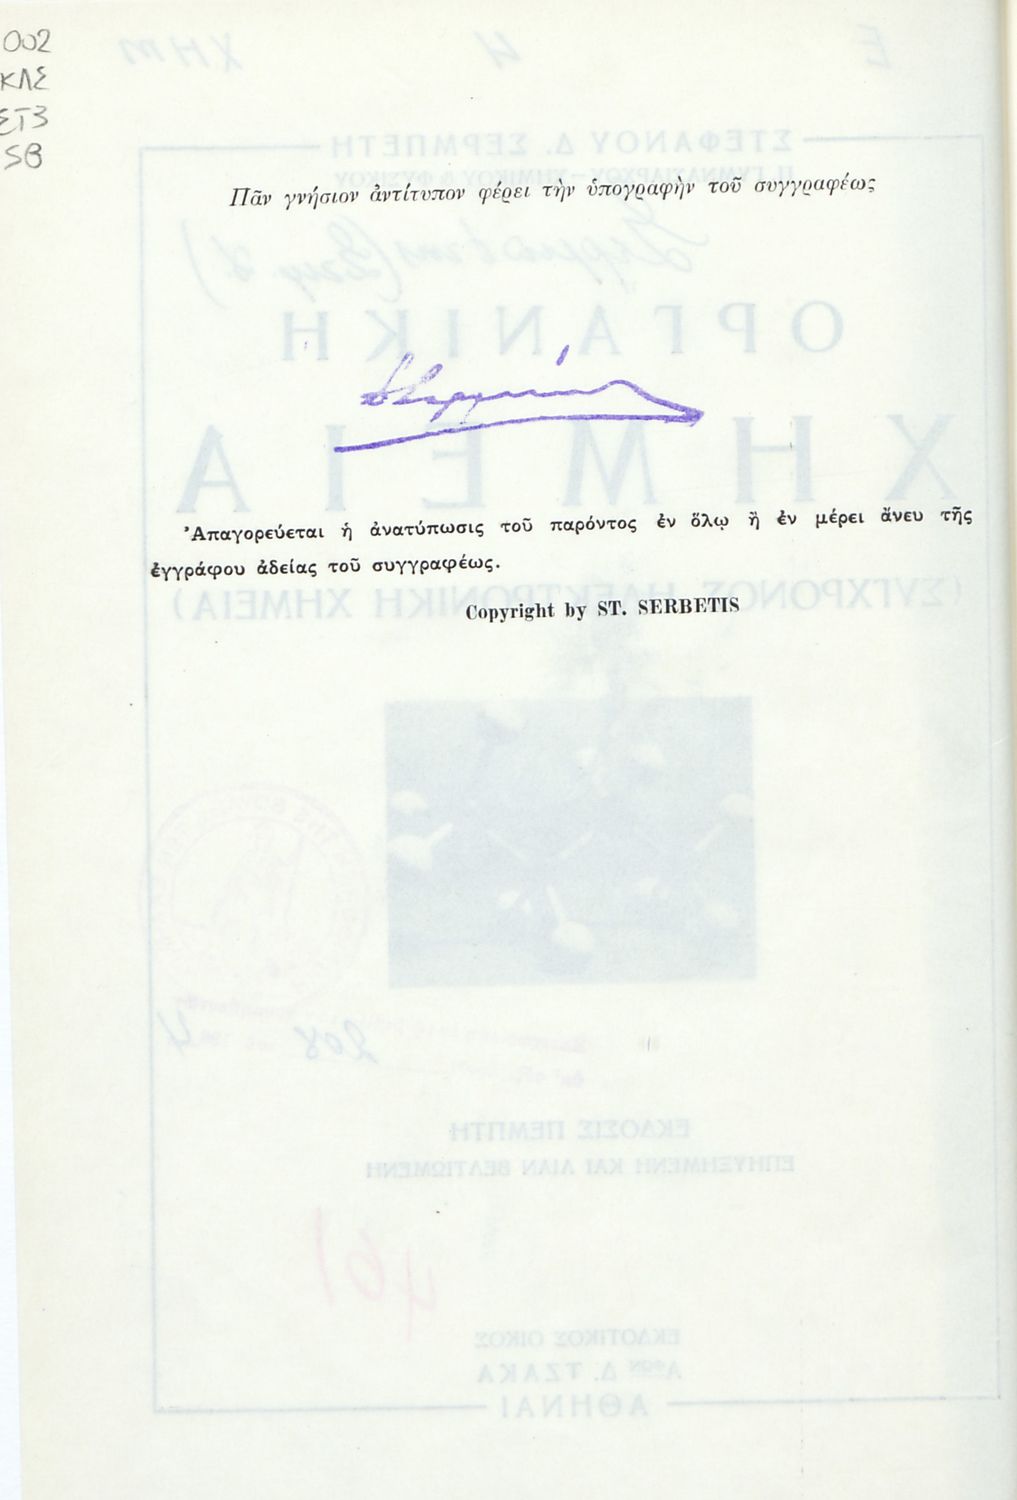 002
ΚΛΣ
ΣΤ3
SB
Πᾶν γνήσιον ἀντίτυπον φέρει τὴν ὑπογραφὴν τοῦ συγγραφέως
Ἀπαγορεύεται ἡ ἀνατύπωσις τοῦ παρόντος ἐν ὅλῳ ἢ ἐν μέρει ἄνευ τῆς
ἐγγράφου ἀδείας τοῦ συγγραφέως.
Copyright by ST. SERBETIS